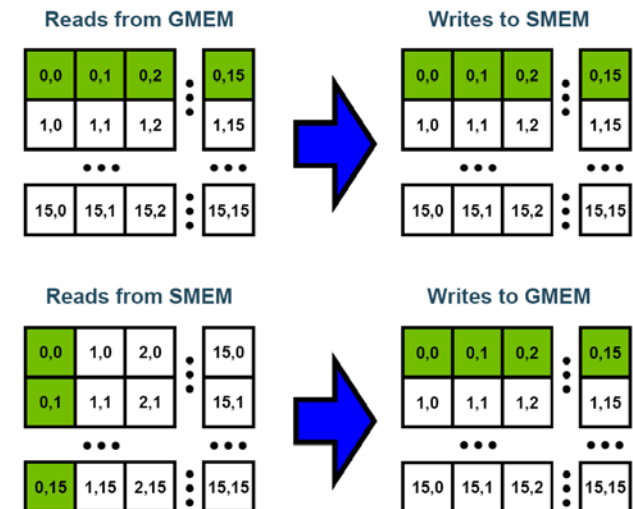 Reads from GMEM
Writes to SMEM
0,0 0,1 0,2 0,15
1,0 1,1 1,2 1,15
15,0 15,1 15,2 15,15
0,0 0,1 0,2 0,15
1,0 1,1 1,2 1,15
15,0 15,1 15,2 15,15
Reads from SMEM
Writes to GMEM
0,0 1,0 2,0 15,0
0,1 1,1 2,1 15,1
0,15 1,15 2,15 15,15
0,0 0,1 0,2 0,15
1,0 1,1 1,2 1,15
15,0 15,1 15,2 15,15